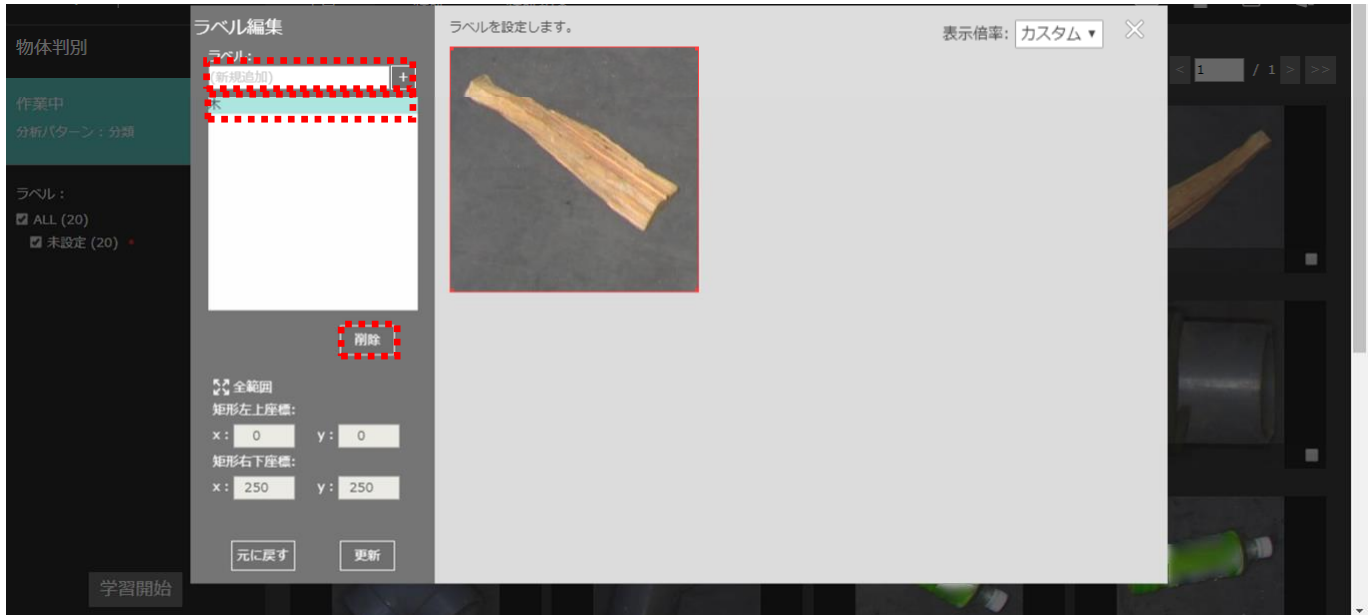 物体判別
作業中
分析パターン：分類
ラベル：
ALL (20)
未設定 (20) *
学習開始
ラベル編集
ラベル:
(新規追加) +
木
削除
全範囲
矩形左上座標:
x: 0 y: 0
矩形右下座標:
x: 250 y: 250
元に戻す 更新
ラベルを設定します。
表示倍率: カスタム
< 1 / 1 > >>